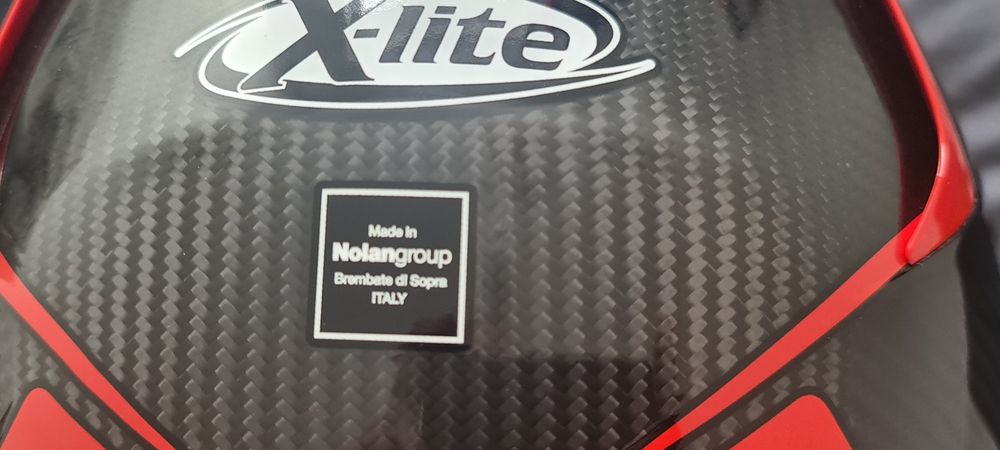 X-lite
Made in
Nolangroup
Brembate di Sopra
ITALY